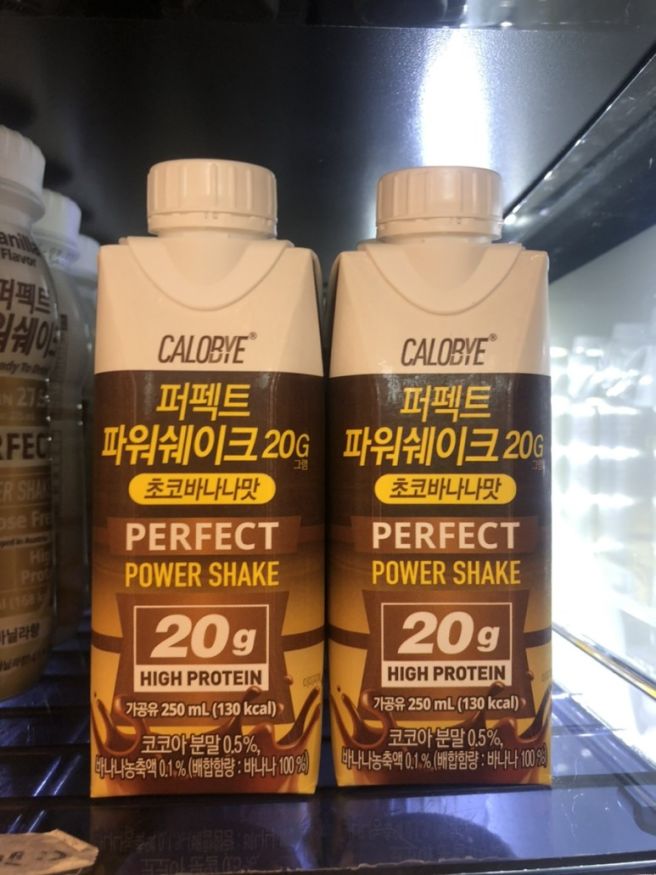 CALOBYE®
퍼펙트
파워쉐이크 20G
그램
초코바나나맛
PERFECT
POWER SHAKE
20g
HIGH PROTEIN
가공유 250 mL (130 kcal)
코코아 분말 0.5%,
바나나농축액 0.1% (배합함량 : 바나나 100 %)
CALOBYE®
퍼펙트
파워쉐이크 20G
그램
초코바나나맛
PERFECT
POWER SHAKE
20g
HIGH PROTEIN
가공유 250 mL (130 kcal)
코코아 분말 0.5%,
바나나농축액 0.1% (배합함량 : 바나나 100 %)
Flavor
퍼펙트